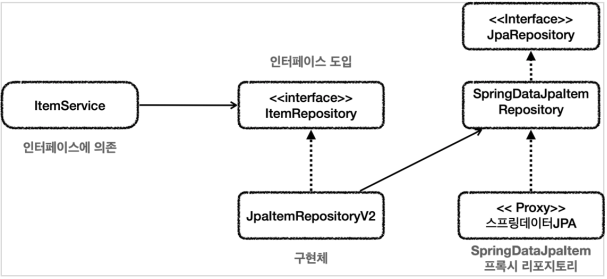 <<Interface>>
JpaRepository
인터페이스 도입
ItemService
<<interface>>
ItemRepository
SpringDataJpaItem
Repository
인터페이스에 의존
JpaItemRepositoryV2
<< Proxy>>
스프링데이터JPA
구현체
SpringDataJpaItem
프록시 리포지토리